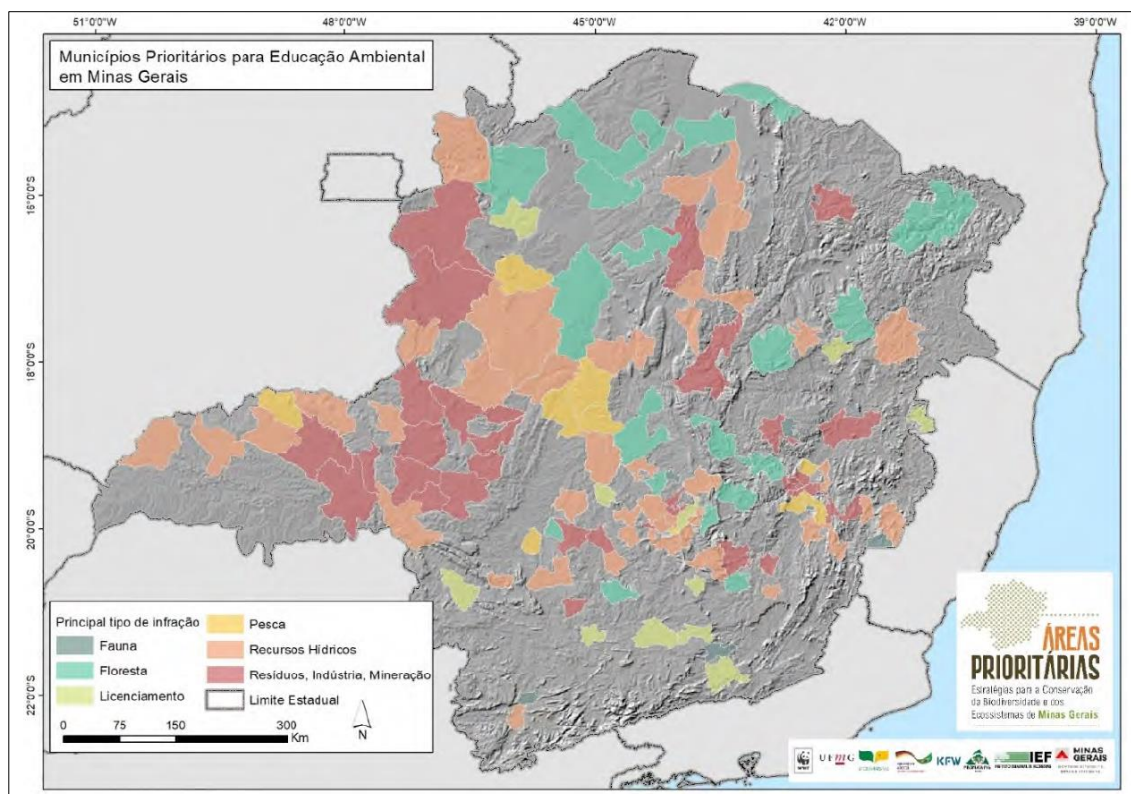 51°0'0"W
48°0'0"W
45°0'0"W
42°0'0"W
39°0'0"W
Municípios Prioritários para Educação Ambiental
em Minas Gerais
16°0'0"S
18°0'0"S
20°0'0"S
22°0'0"S
Principal tipo de infração
Fauna
Floresta
Licenciamento
Pesca
Recursos Hídricos
Resíduos, Indústria, Mineração
Limite Estadual
0 75 150 300
Km
N
ÁREAS
PRIORITÁRIAS
Estratégias para a Conservação
da Biodiversidade e dos
Ecossistemas de Minas Gerais
WWF
UFMG
KFW
IEF
MINAS
GERAIS